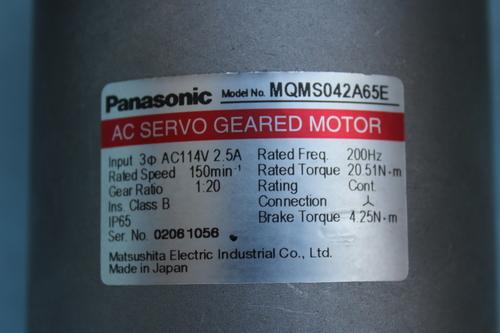 Panasonic Model No. MQMS042A65E
AC SERVO GEARED MOTOR
Input 3Φ AC114V 2.5A Rated Freq. 200Hz
Rated Speed 150min⁻¹ Rated Torque 20.51N·m
Gear Ratio 1:20 Rating Cont.
Ins. Class B Connection ⅄
IP65 Brake Torque 4.25N·m
Ser. No. 02061056
Matsushita Electric Industrial Co., Ltd.
Made in Japan